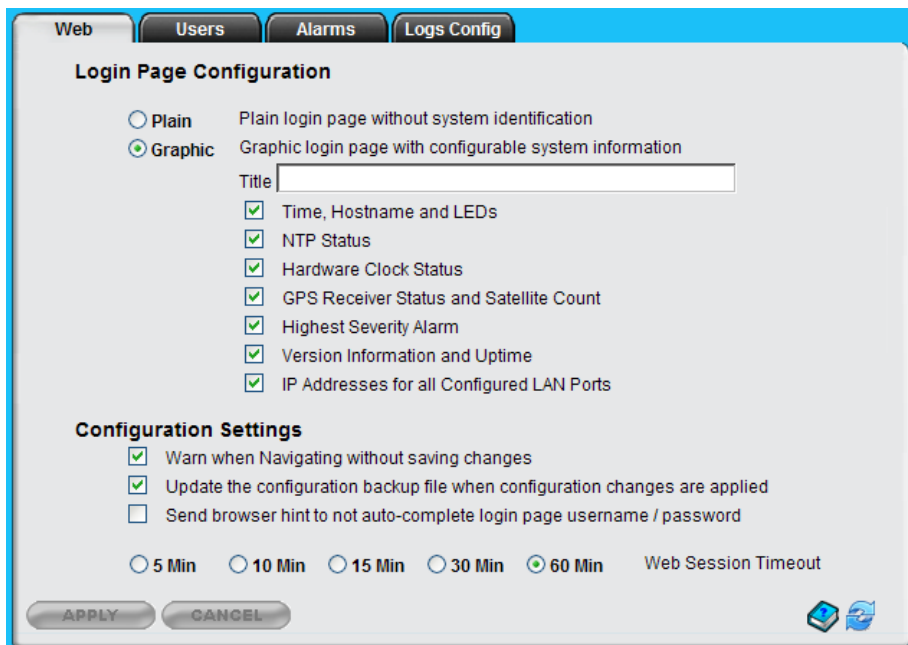 Web Users Alarms Logs Config
Login Page Configuration
Plain Plain login page without system identification
Graphic Graphic login page with configurable system information
Title
Time, Hostname and LEDs
NTP Status
Hardware Clock Status
GPS Receiver Status and Satellite Count
Highest Severity Alarm
Version Information and Uptime
IP Addresses for all Configured LAN Ports
Configuration Settings
Warn when Navigating without saving changes
Update the configuration backup file when configuration changes are applied
Send browser hint to not auto-complete login page username / password
5 Min 10 Min 15 Min 30 Min 60 Min Web Session Timeout
APPLY CANCEL ?